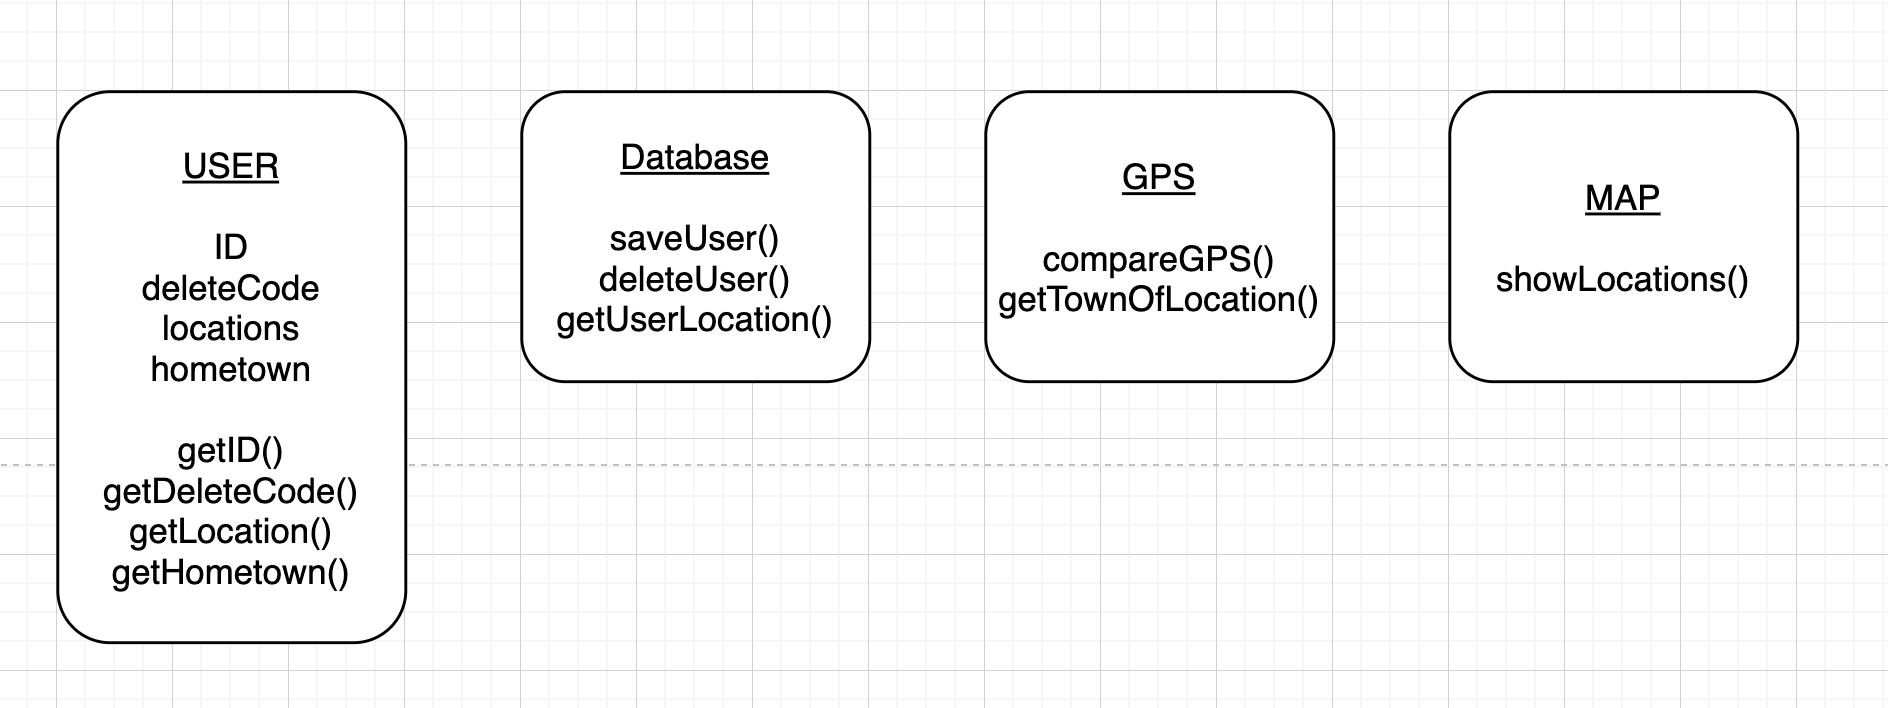 USER
ID
deleteCode
locations
hometown
getID()
getDeleteCode()
getLocation()
getHometown()
Database
saveUser()
deleteUser()
getUserLocation()
GPS
compareGPS()
getTownOfLocation()
MAP
showLocations()